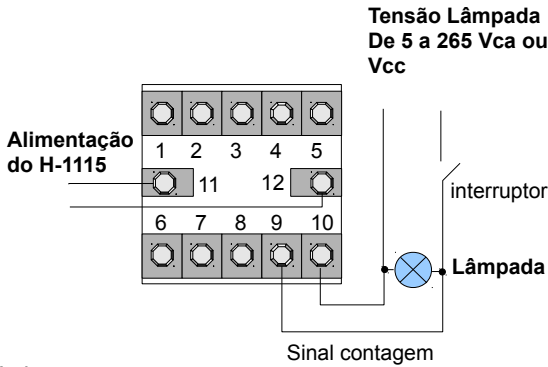 Tensão Lâmpada
De 5 a 265 Vca ou
Vcc
Alimentação
do H-1115
1 2 3 4 5
11 12
interruptor
6 7 8 9 10
Lâmpada
Sinal contagem